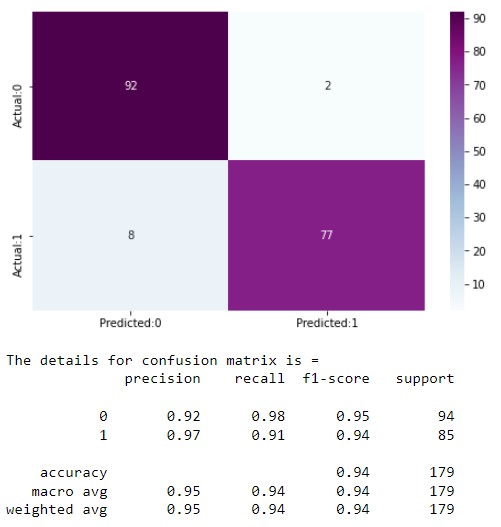 Actual:0
92
2
Actual:1
8
77
Predicted:0
Predicted:1
90
80
70
60
50
40
30
20
10
The details for confusion matrix is =
precision recall f1-score support
0 0.92 0.98 0.95 94
1 0.97 0.91 0.94 85
accuracy 0.94 179
macro avg 0.95 0.94 0.94 179
weighted avg 0.95 0.94 0.94 179